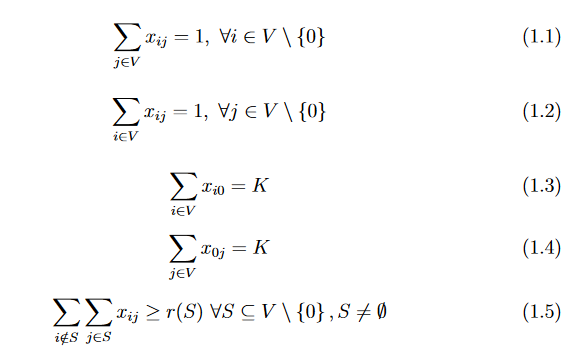 ∑_{j∈V} x_{ij} = 1, ∀i ∈ V \ {0} (1.1)
∑_{i∈V} x_{ij} = 1, ∀j ∈ V \ {0} (1.2)
∑_{i∈V} x_{i0} = K (1.3)
∑_{j∈V} x_{0j} = K (1.4)
∑_{i∉S} ∑_{j∈S} x_{ij} ≥ r(S) ∀S ⊆ V \ {0} , S ≠ ∅ (1.5)